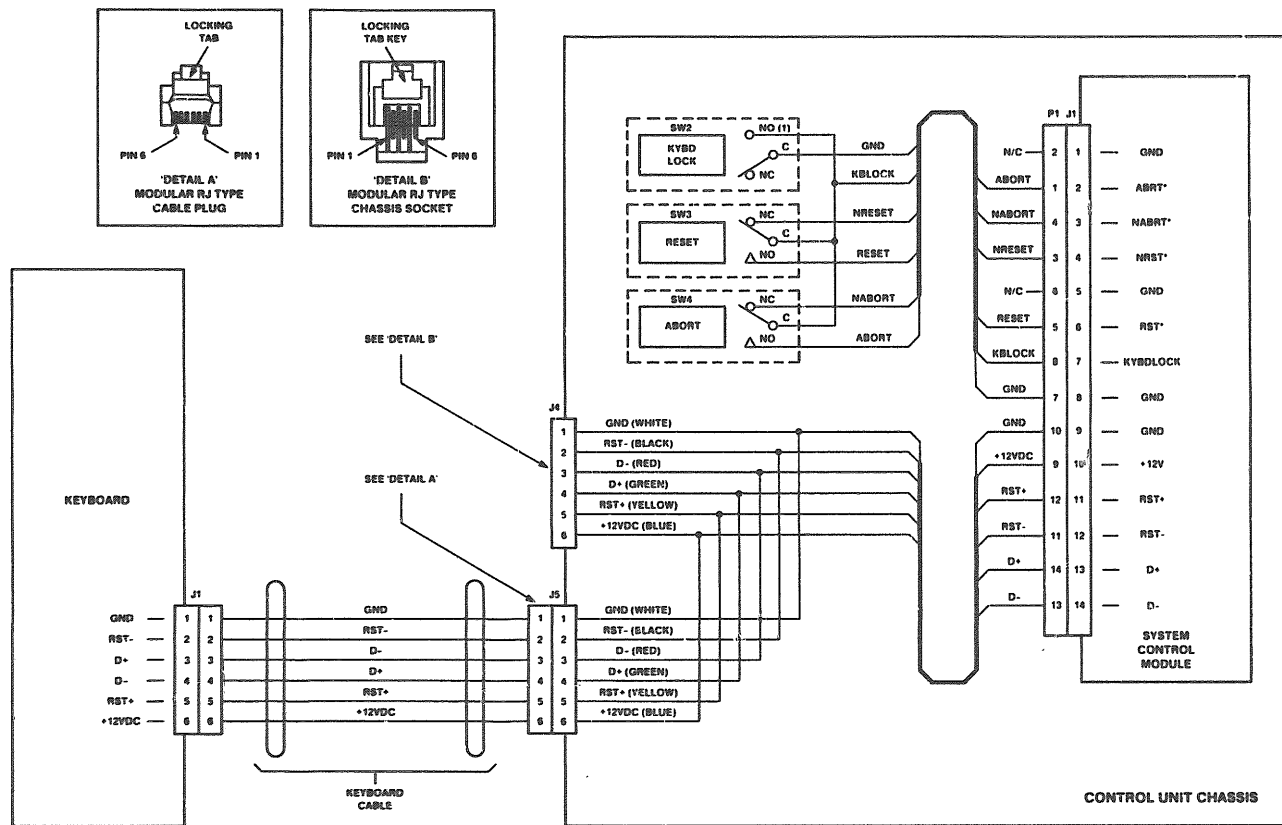 LOCKING
TAB
PIN 6
PIN 1
'DETAIL A'
MODULAR RJ TYPE
CABLE PLUG
LOCKING
TAB KEY
PIN 1
PIN 6
'DETAIL B'
MODULAR RJ TYPE
CHASSIS SOCKET
SW2
KYBD
LOCK
NO (1)
C
NC
GND
KBLOCK
SW3
RESET
NC
C
NO
NRESET
RESET
SW4
ABORT
NC
C
NO
NABORT
ABORT
P1 J1
N/C 2 1 GND
ABORT 1 2 ABRT*
NABORT 4 3 NABRT*
NRESET 3 4 NRST*
N/C 6 5 GND
RESET 5 6 RST*
KBLOCK 8 7 KYBDLOCK
GND 7 8 GND
GND 10 9 GND
+12VDC 9 10 +12V
RST+ 12 11 RST+
RST- 11 12 RST-
D+ 14 13 D+
D- 13 14 D-
SYSTEM
CONTROL
MODULE
SEE 'DETAIL B'
SEE 'DETAIL A'
J4
1 GND (WHITE)
2 RST- (BLACK)
3 D- (RED)
4 D+ (GREEN)
5 RST+ (YELLOW)
6 +12VDC (BLUE)
KEYBOARD
J1
J5
GND 1 1 GND 1 1 GND (WHITE)
RST- 2 2 RST- 2 2 RST- (BLACK)
D+ 3 3 D- 3 3 D- (RED)
D- 4 4 D+ 4 4 D+ (GREEN)
RST+ 5 5 RST+ 5 5 RST+ (YELLOW)
+12VDC 6 6 +12VDC 6 6 +12VDC (BLUE)
KEYBOARD
CABLE
CONTROL UNIT CHASSIS